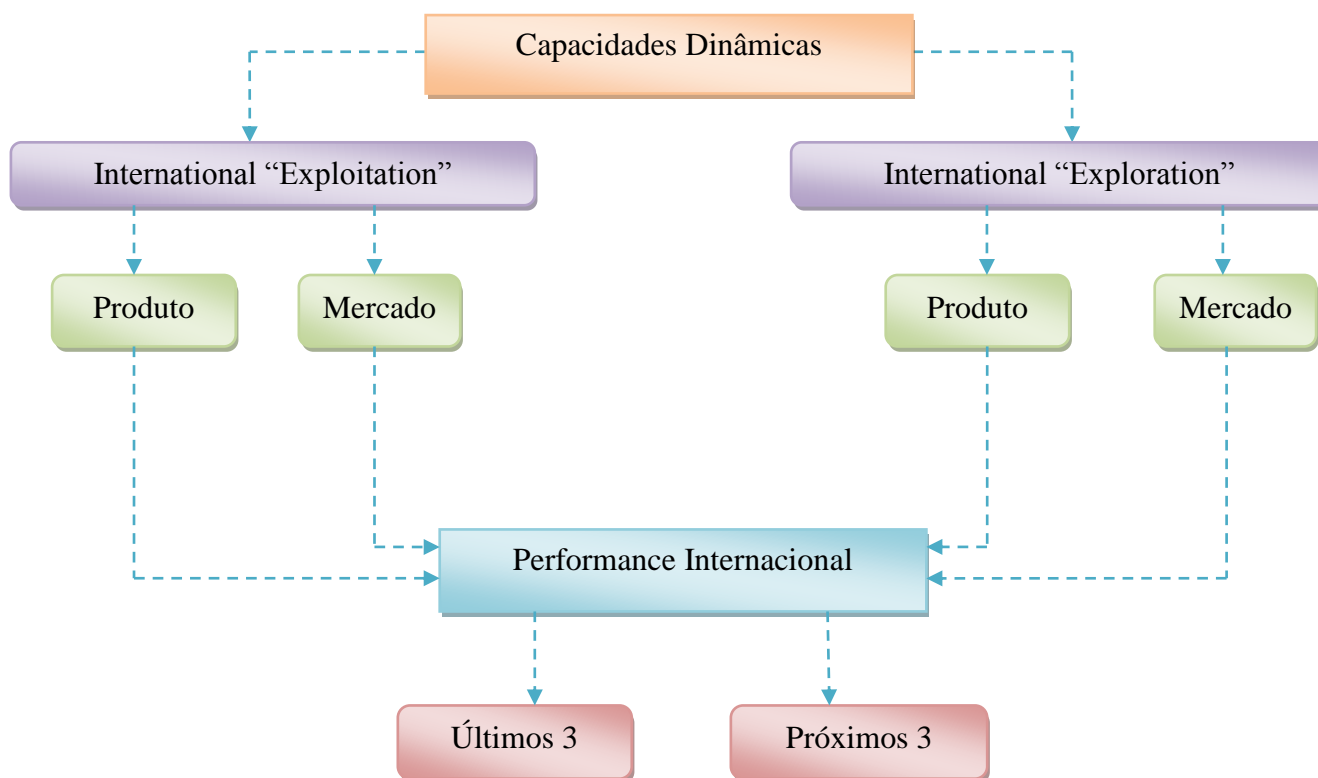 Capacidades Dinâmicas
International “Exploitation”
International “Exploration”
Produto
Mercado
Produto
Mercado
Performance Internacional
Últimos 3
Próximos 3